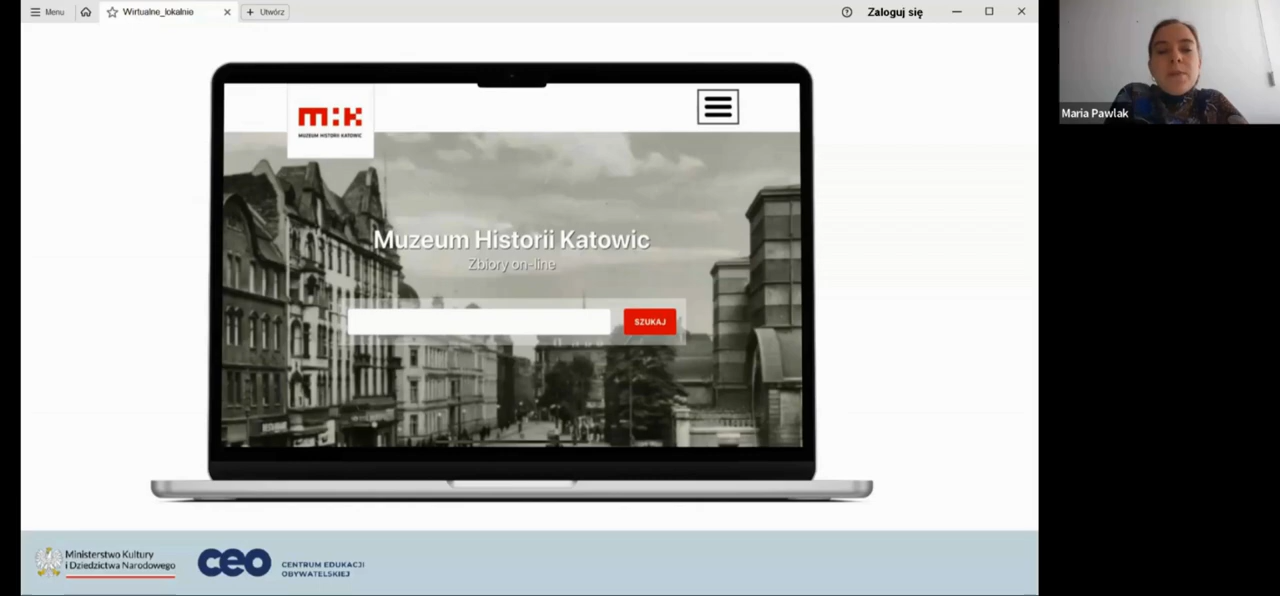 Menu
Wirtualne_lokalnie
Utwórz
Zaloguj się
m:k
MUZEUM HISTORII KATOWIC
Muzeum Historii Katowic
Zbiory on-line
SZUKAJ
Maria Pawlak
Ministerstwo Kultury
i Dziedzictwa Narodowego
ceo
CENTRUM EDUKACJI
OBYWATELSKIEJ